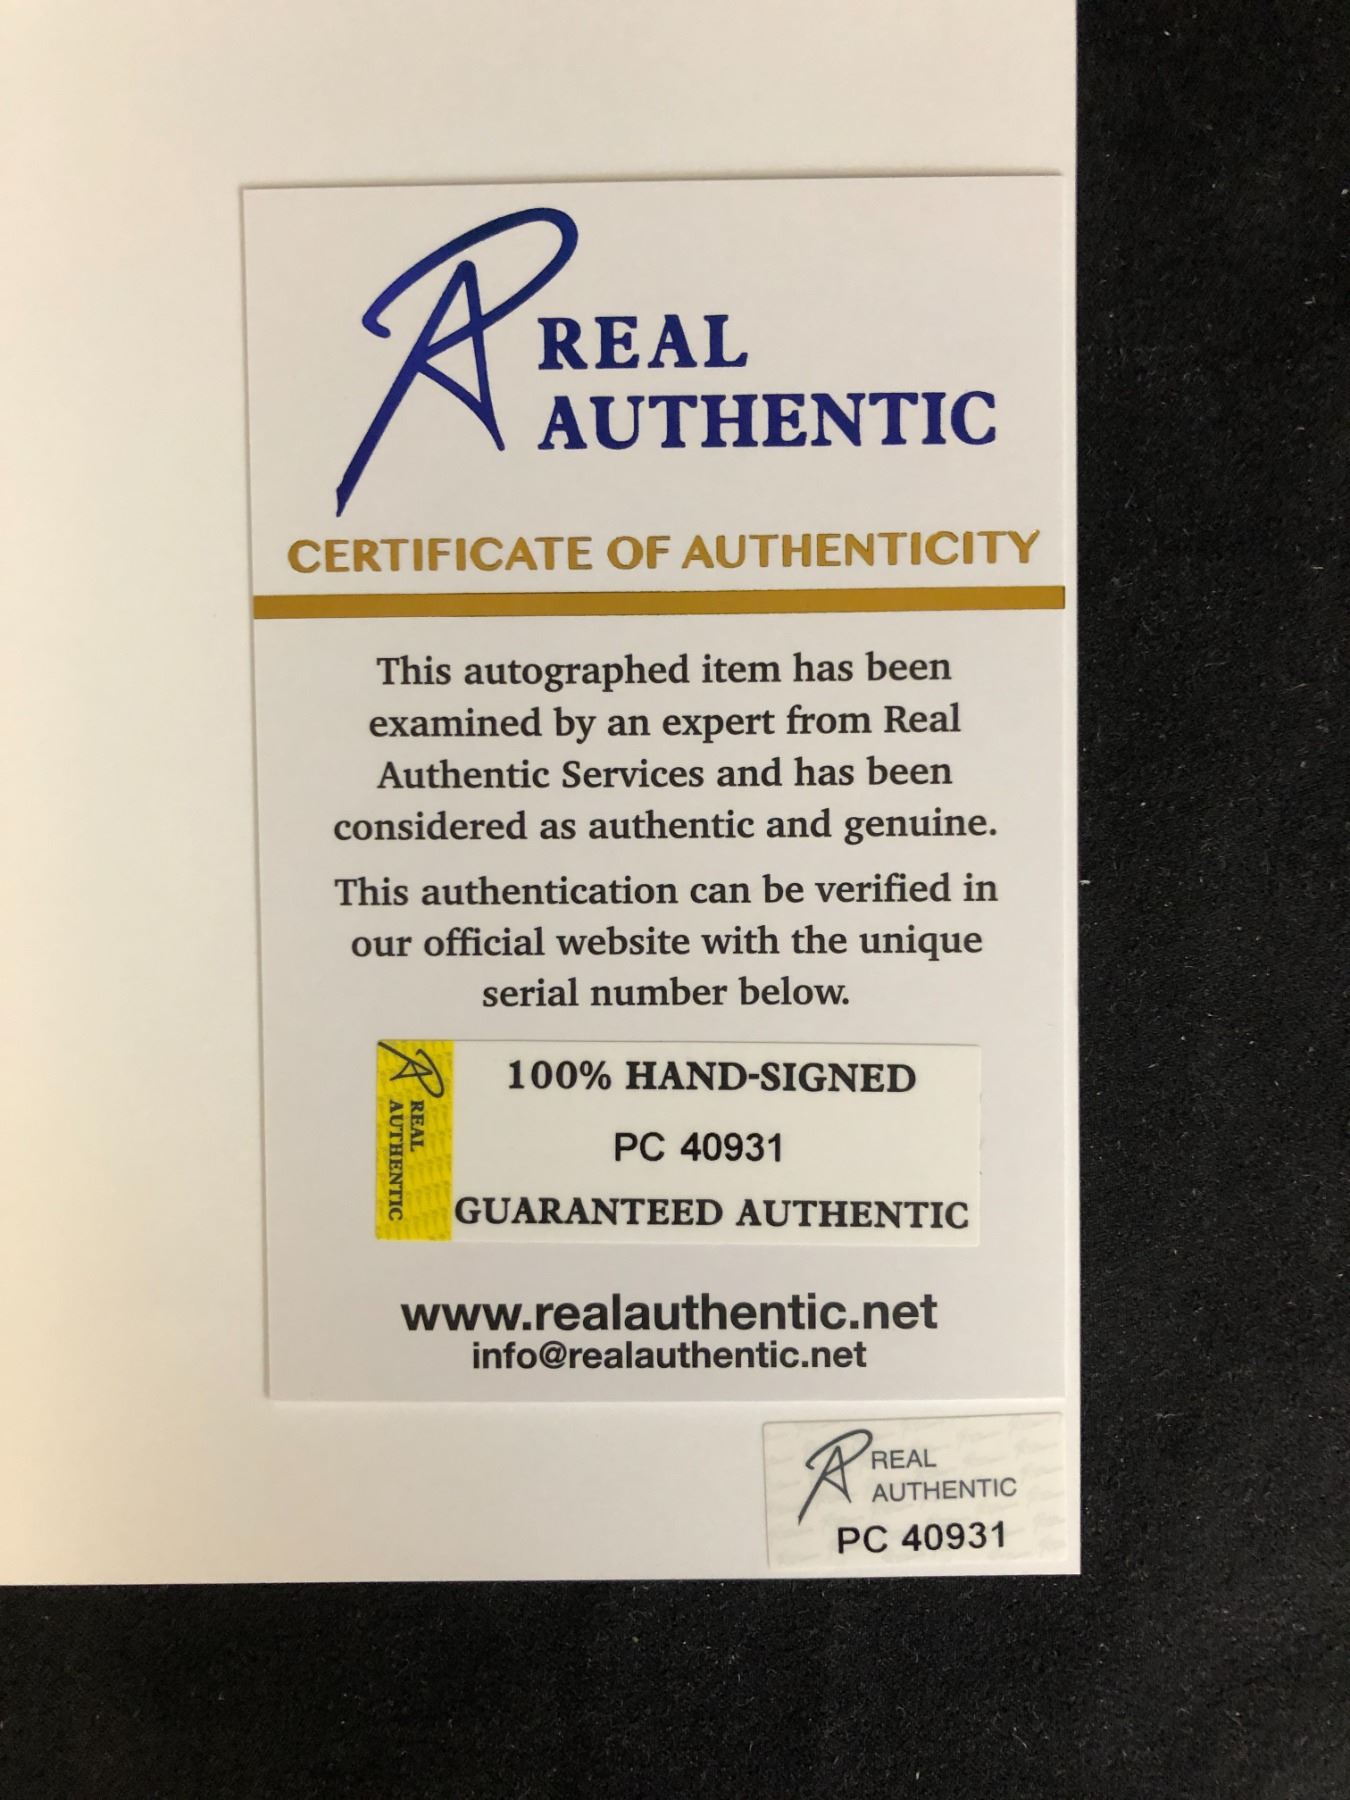 REAL
AUTHENTIC
CERTIFICATE OF AUTHENTICITY
This autographed item has been
examined by an expert from Real
Authentic Services and has been
considered as authentic and genuine.
This authentication can be verified in
our official website with the unique
serial number below.
REAL
AUTHENTIC
100% HAND-SIGNED
PC 40931
GUARANTEED AUTHENTIC
www.realauthentic.net
info@realauthentic.net
REAL
AUTHENTIC
PC 40931